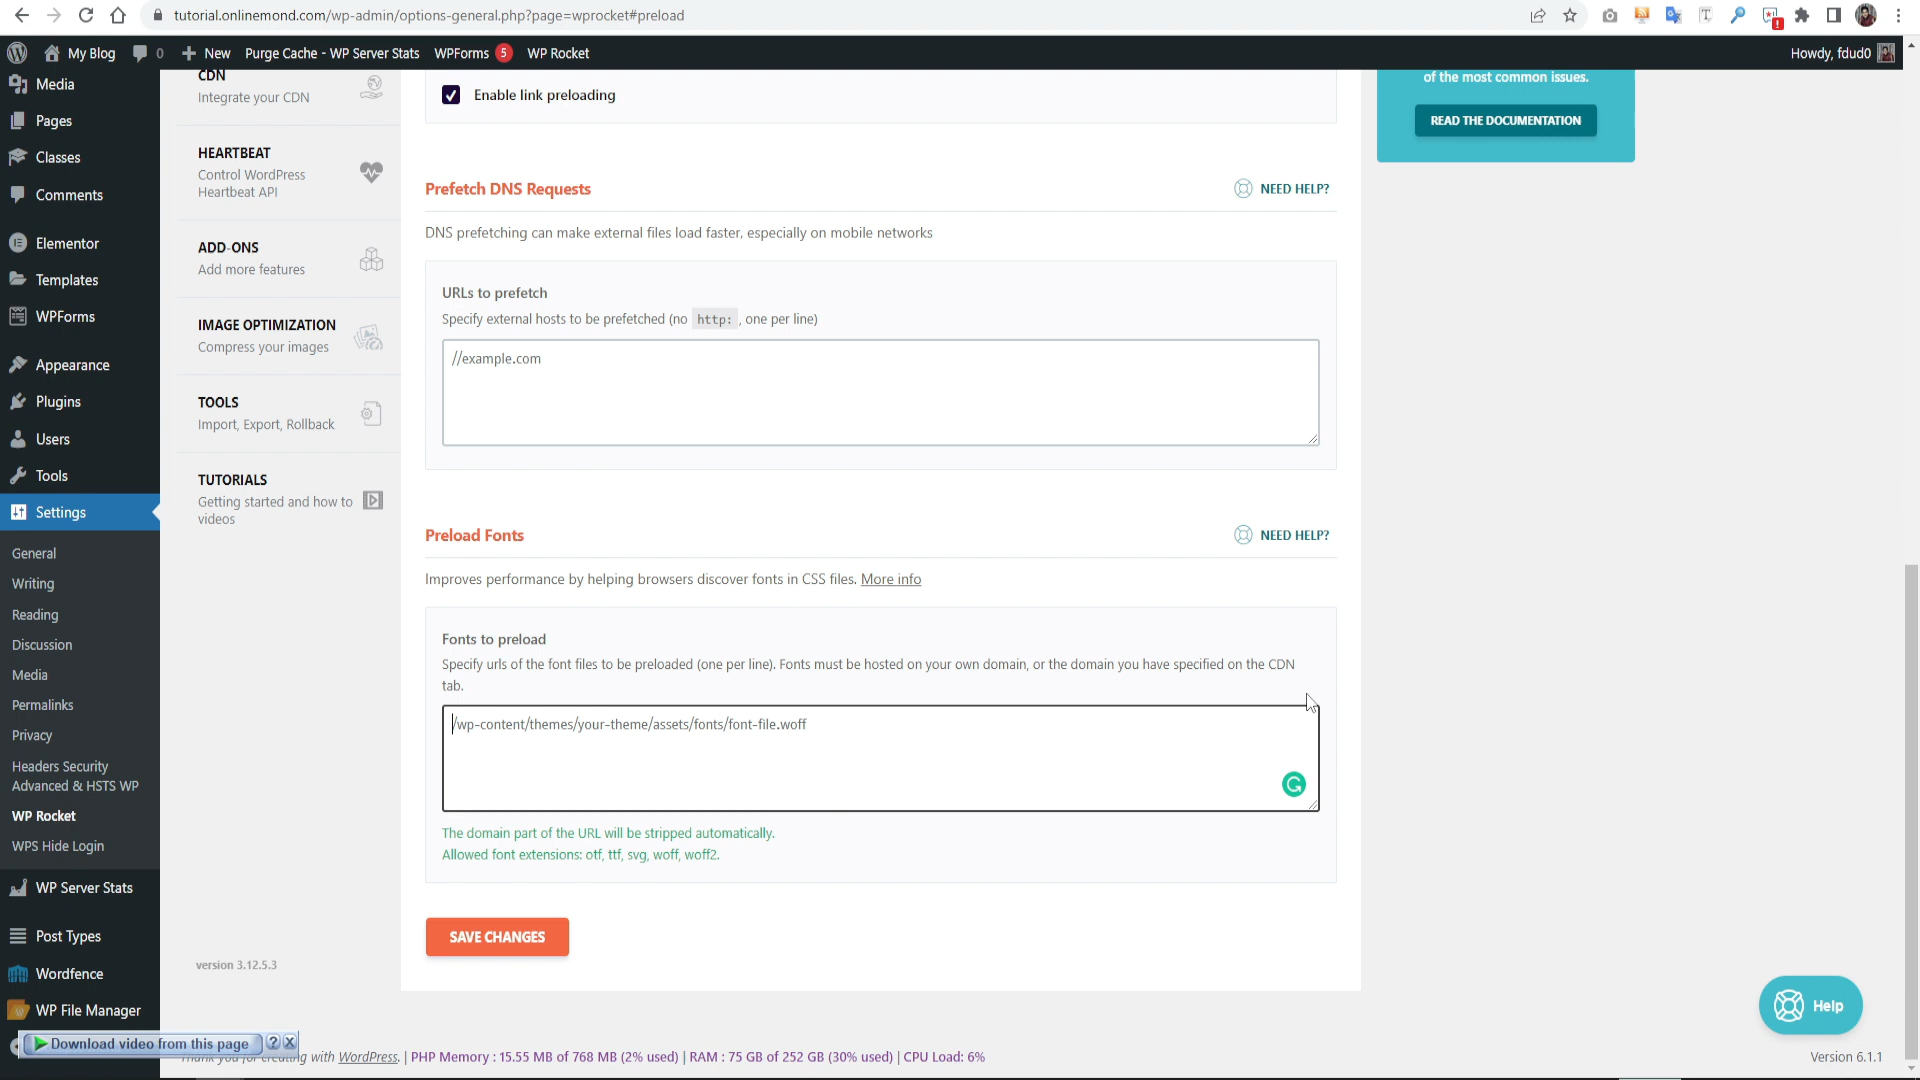 tutorial.onlinemond.com/wp-admin/options-general.php?page=wprocket#preload
My Blog 0 New Purge Cache - WP Server Stats WPForms 5 WP Rocket Howdy, fdud0
Media
Pages
Classes
Comments
Elementor
Templates
WPForms
Appearance
Plugins
Users
Tools
Settings
General
Writing
Reading
Discussion
Media
Permalinks
Privacy
Headers Security
Advanced & HSTS WP
WP Rocket
WPS Hide Login
WP Server Stats
Post Types
Wordfence
WP File Manager
Download video from this page ? X
CDN
Integrate your CDN
HEARTBEAT
Control WordPress
Heartbeat API
ADD-ONS
Add more features
IMAGE OPTIMIZATION
Compress your images
TOOLS
Import, Export, Rollback
TUTORIALS
Getting started and how to
videos
version 3.12.5.3
Enable link preloading
Prefetch DNS Requests
NEED HELP?
DNS prefetching can make external files load faster, especially on mobile networks
URLs to prefetch
Specify external hosts to be prefetched (no http: , one per line)
//example.com
Preload Fonts
NEED HELP?
Improves performance by helping browsers discover fonts in CSS files. More info
Fonts to preload
Specify urls of the font files to be preloaded (one per line). Fonts must be hosted on your own domain, or the domain you have specified on the CDN
tab.
/wp-content/themes/your-theme/assets/fonts/font-file.woff
The domain part of the URL will be stripped automatically.
Allowed font extensions: otf, ttf, svg, woff, woff2.
SAVE CHANGES
of the most common issues.
READ THE DOCUMENTATION
Help
Thank you for creating with WordPress. | PHP Memory : 15.55 MB of 768 MB (2% used) | RAM : 75 GB of 252 GB (30% used) | CPU Load: 6%
Version 6.1.1